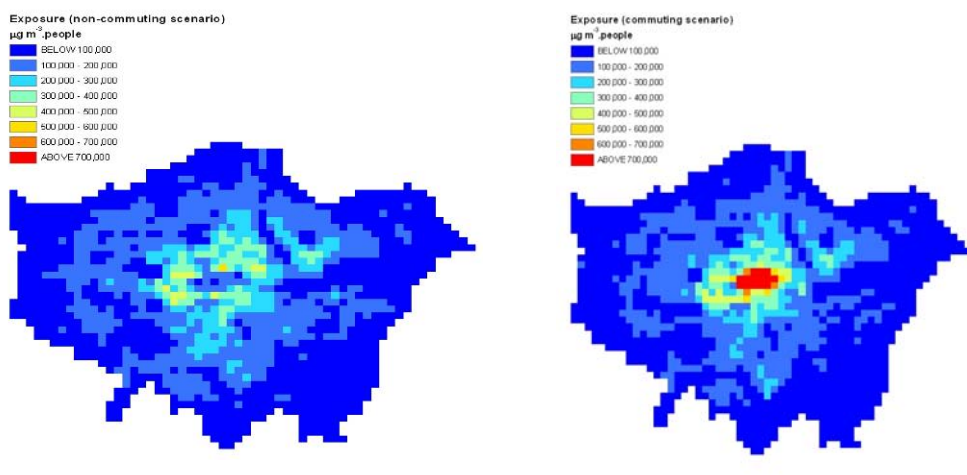 Exposure (non-commuting scenario)
µg m⁻³.people
BELOW 100,000
100,000 - 200,000
200,000 - 300,000
300,000 - 400,000
400,000 - 500,000
500,000 - 600,000
600,000 - 700,000
ABOVE 700,000
Exposure (commuting scenario)
µg m⁻³.people
BELOW 100,000
100,000 - 200,000
200,000 - 300,000
300,000 - 400,000
400,000 - 500,000
500,000 - 600,000
600,000 - 700,000
ABOVE 700,000